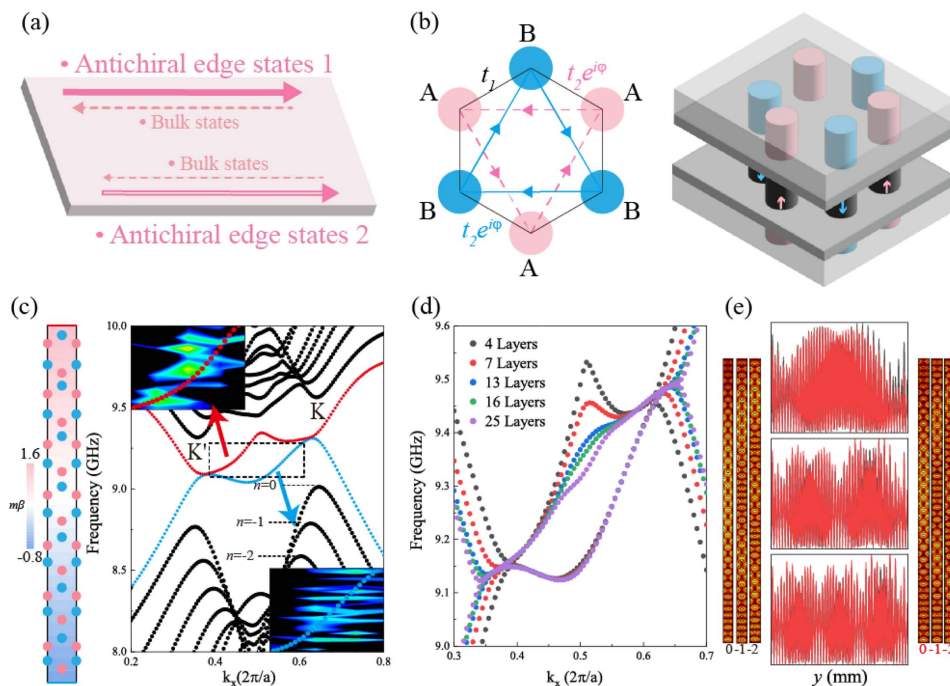 (a)
• Antichiral edge states 1
• Bulk states
• Bulk states
• Antichiral edge states 2
(b)
B
A
A
B
B
A
t₁
t₂e^{iφ}
t₂e^{iφ}
(c)
1.6
mβ
-0.8
Frequency (GHz)
10.0
9.5
9.0
8.5
8.0
0.2
0.4
0.6
0.8
kₓ(2π/a)
K'
K
n=0
n=-1
n=-2
(d)
Frequency (GHz)
9.6
9.5
9.4
9.3
9.2
9.1
9.0
4 Layers
7 Layers
13 Layers
16 Layers
25 Layers
0.3
0.4
0.5
0.6
0.7
kₓ(2π/a)
(e)
0-1-2
y (mm)